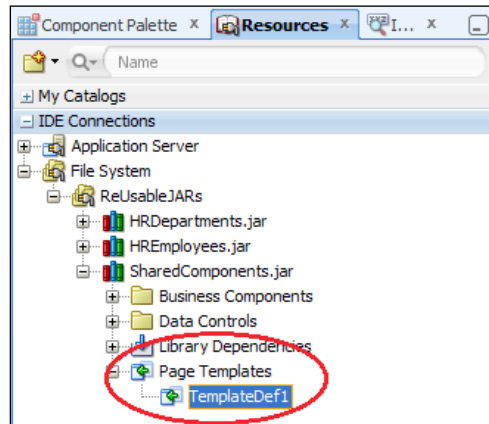 Component Palette x Resources x I... x
Name
My Catalogs
IDE Connections
Application Server
File System
ReUsableJARs
HRDepartments.jar
HREmployees.jar
SharedComponents.jar
Business Components
Data Controls
Library Dependencies
Page Templates
TemplateDef1